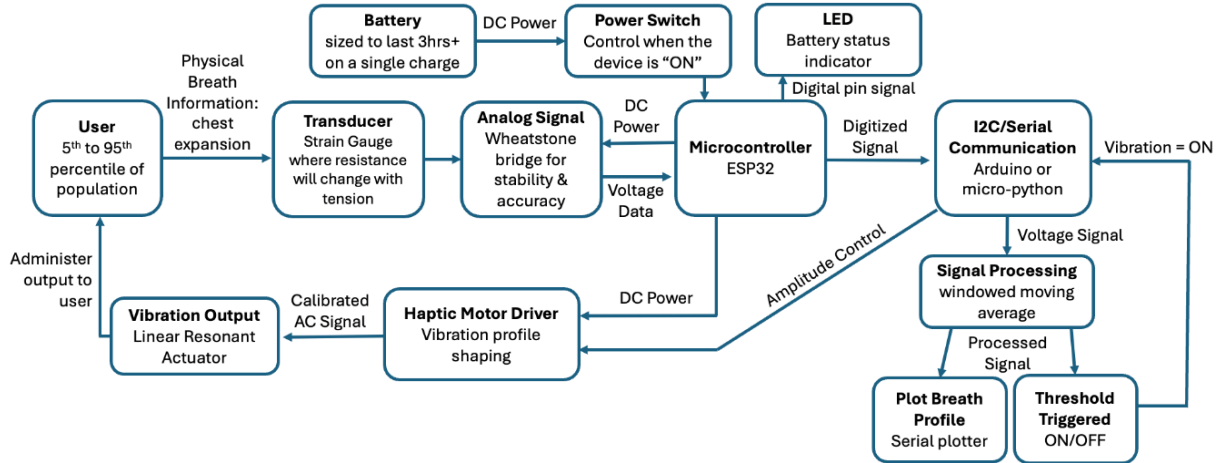 Battery
sized to last 3hrs+
on a single charge
DC Power
Power Switch
Control when the
device is “ON”
LED
Battery status
indicator
Digital pin signal
Physical
Breath
Information:
chest
expansion
User
5th to 95th
percentile of
population
Transducer
Strain Gauge
where resistance
will change with
tension
Analog Signal
Wheatstone
bridge for
stability &
accuracy
DC
Power
Voltage
Data
Microcontroller
ESP32
Digitized
Signal
I2C/Serial
Communication
Arduino or
micro-python
Vibration = ON
Voltage Signal
Signal Processing
windowed moving
average
Processed
Signal
Plot Breath
Profile
Serial plotter
Threshold
Triggered
ON/OFF
Amplitude Control
DC Power
Haptic Motor Driver
Vibration profile
shaping
Calibrated
AC Signal
Vibration Output
Linear Resonant
Actuator
Administer
output to
user